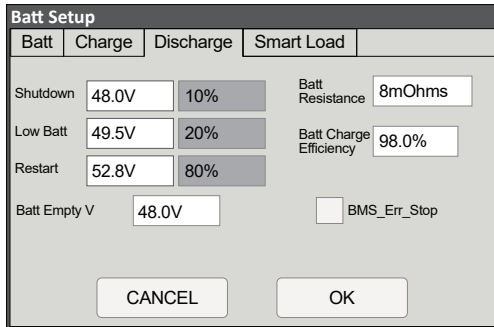 Batt Setup
Batt Charge Discharge Smart Load
Shutdown 48.0V 10%
Batt Resistance 8mOhms
Low Batt 49.5V 20%
Batt Charge Efficiency 98.0%
Restart 52.8V 80%
Batt Empty V 48.0V
BMS_Err_Stop
CANCEL OK